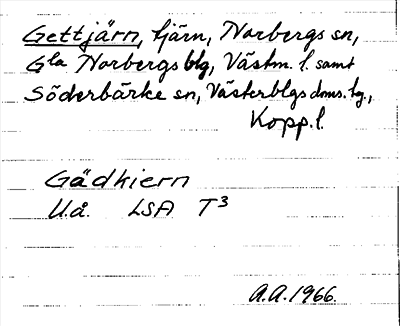 Gettjärn, tjärn, Norbergs sn,
Gla Norbergs blg, Västm. l. samt
Söderbärke sn, Västerblgs doms. tg.,
Kopp. l.
Gädkiern
U.å. LSA T3
A.A. 1966.